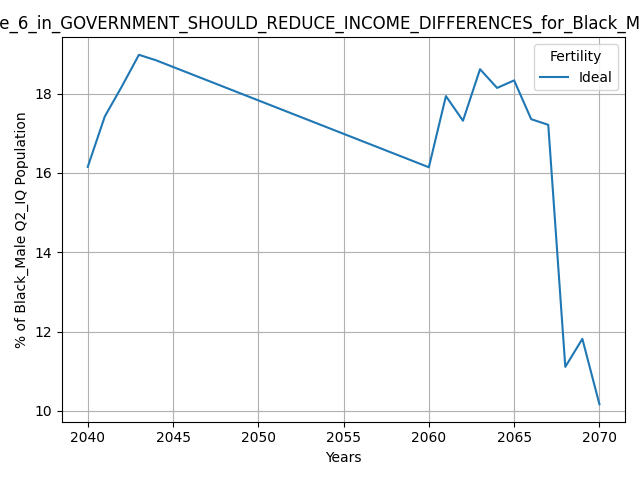 e_6_in_GOVERNMENT_SHOULD_REDUCE_INCOME_DIFFERENCES_for_Black_M
Fertility
Ideal
% of Black_Male Q2_IQ Population
18
16
14
12
10
2040 2045 2050 2055 2060 2065 2070
Years